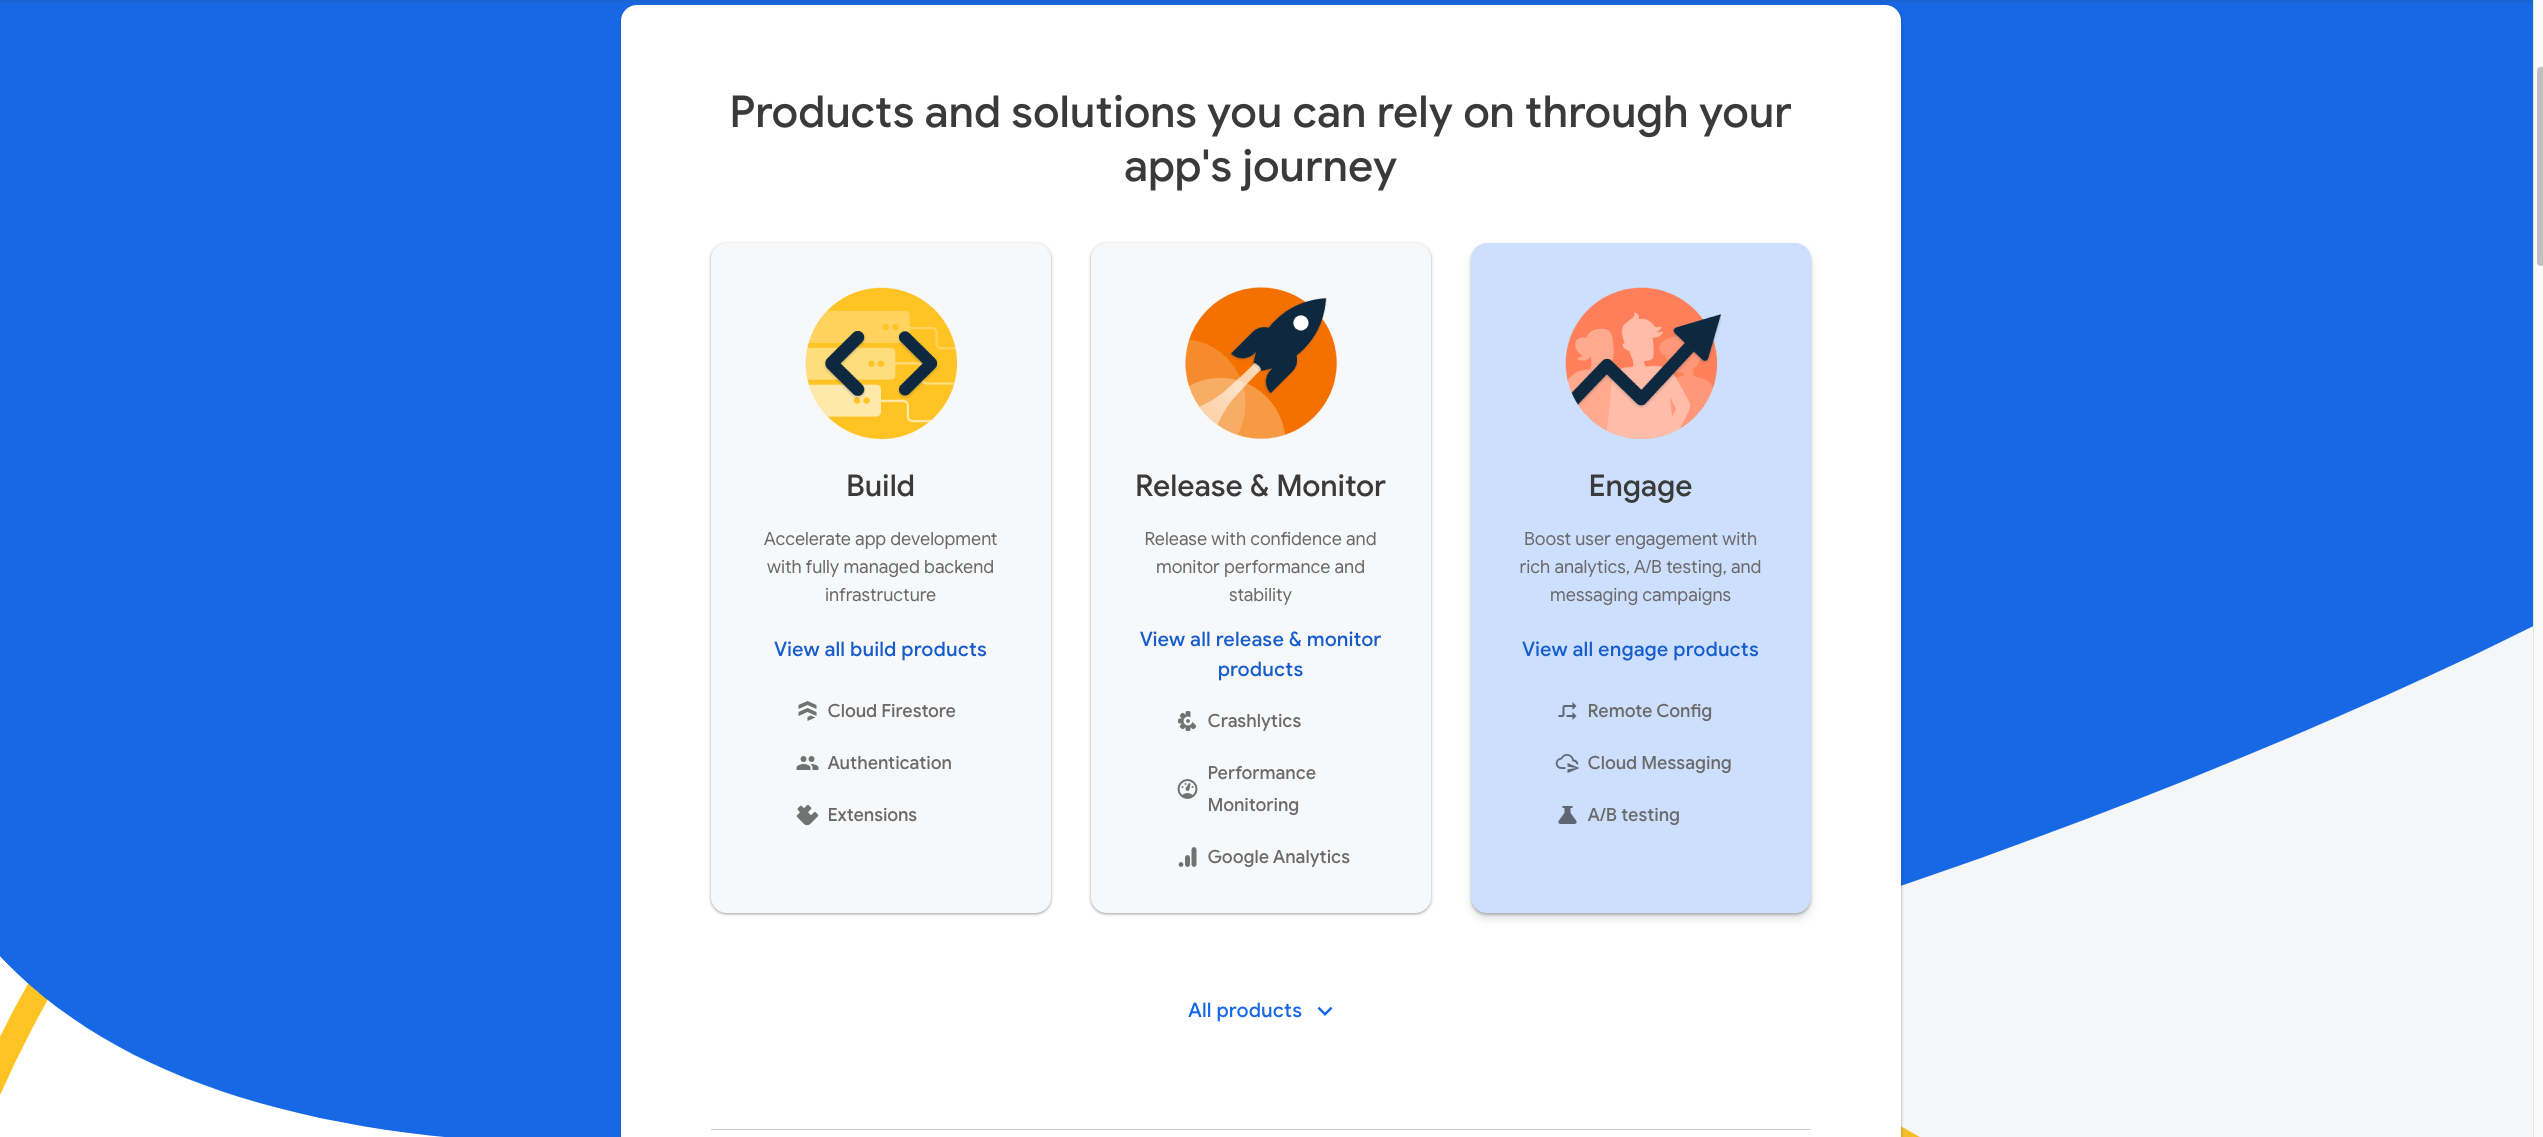 Products and solutions you can rely on through your
app's journey
Build
Accelerate app development
with fully managed backend
infrastructure
View all build products
Cloud Firestore
Authentication
Extensions
Release & Monitor
Release with confidence and
monitor performance and
stability
View all release & monitor
products
Crashlytics
Performance
Monitoring
Google Analytics
Engage
Boost user engagement with
rich analytics, A/B testing, and
messaging campaigns
View all engage products
Remote Config
Cloud Messaging
A/B testing
All products